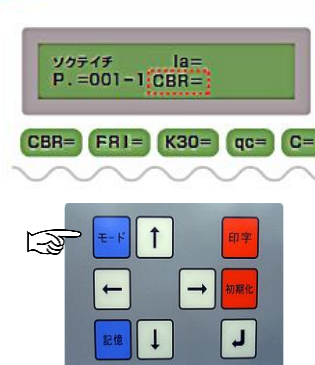 ソクテイチ Ia=
P.=001-1 CBR=
CBR= FRI= K30= qc= C=
モード ↑ 印字
← → 初期化
記憶 ↓ ↲